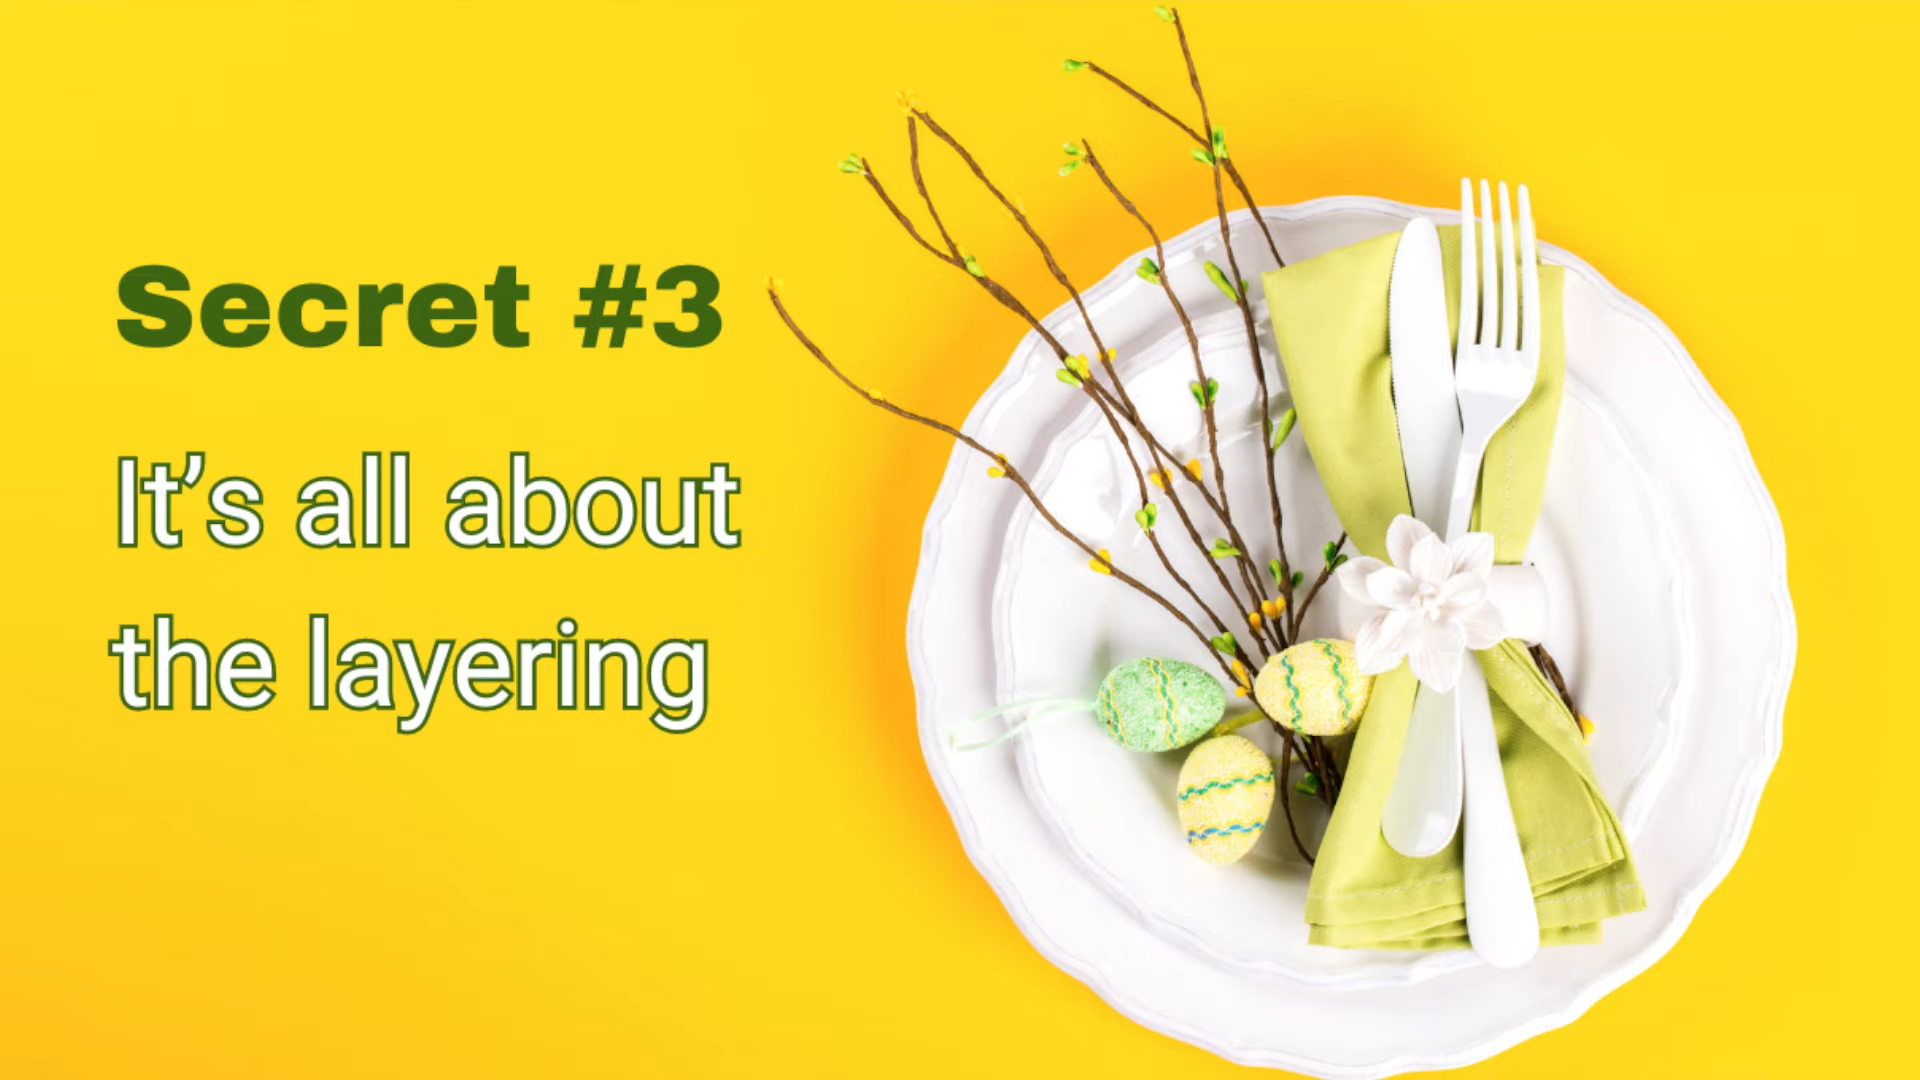 Secret #3
It’s all about
the layering